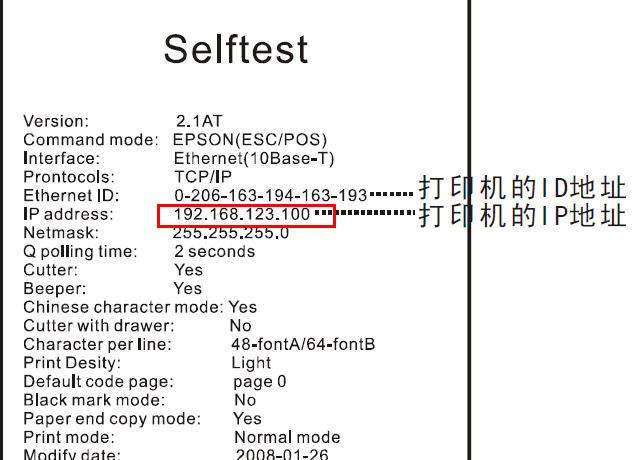 Selftest
Version: 2.1AT
Command mode: EPSON(ESC/POS)
Interface: Ethernet(10Base-T)
Prontocols: TCP/IP
Ethernet ID: 0-206-163-194-163-193 打印机的ID地址
IP address: 192.168.123.100 打印机的IP地址
Netmask: 255.255.255.0
Q polling time: 2 seconds
Cutter: Yes
Beeper: Yes
Chinese character mode: Yes
Cutter with drawer: No
Character per line: 48-fontA/64-fontB
Print Desity: Light
Default code page: page 0
Black mark mode: No
Paper end copy mode: Yes
Print mode: Normal mode
Modify date: 2008-01-26